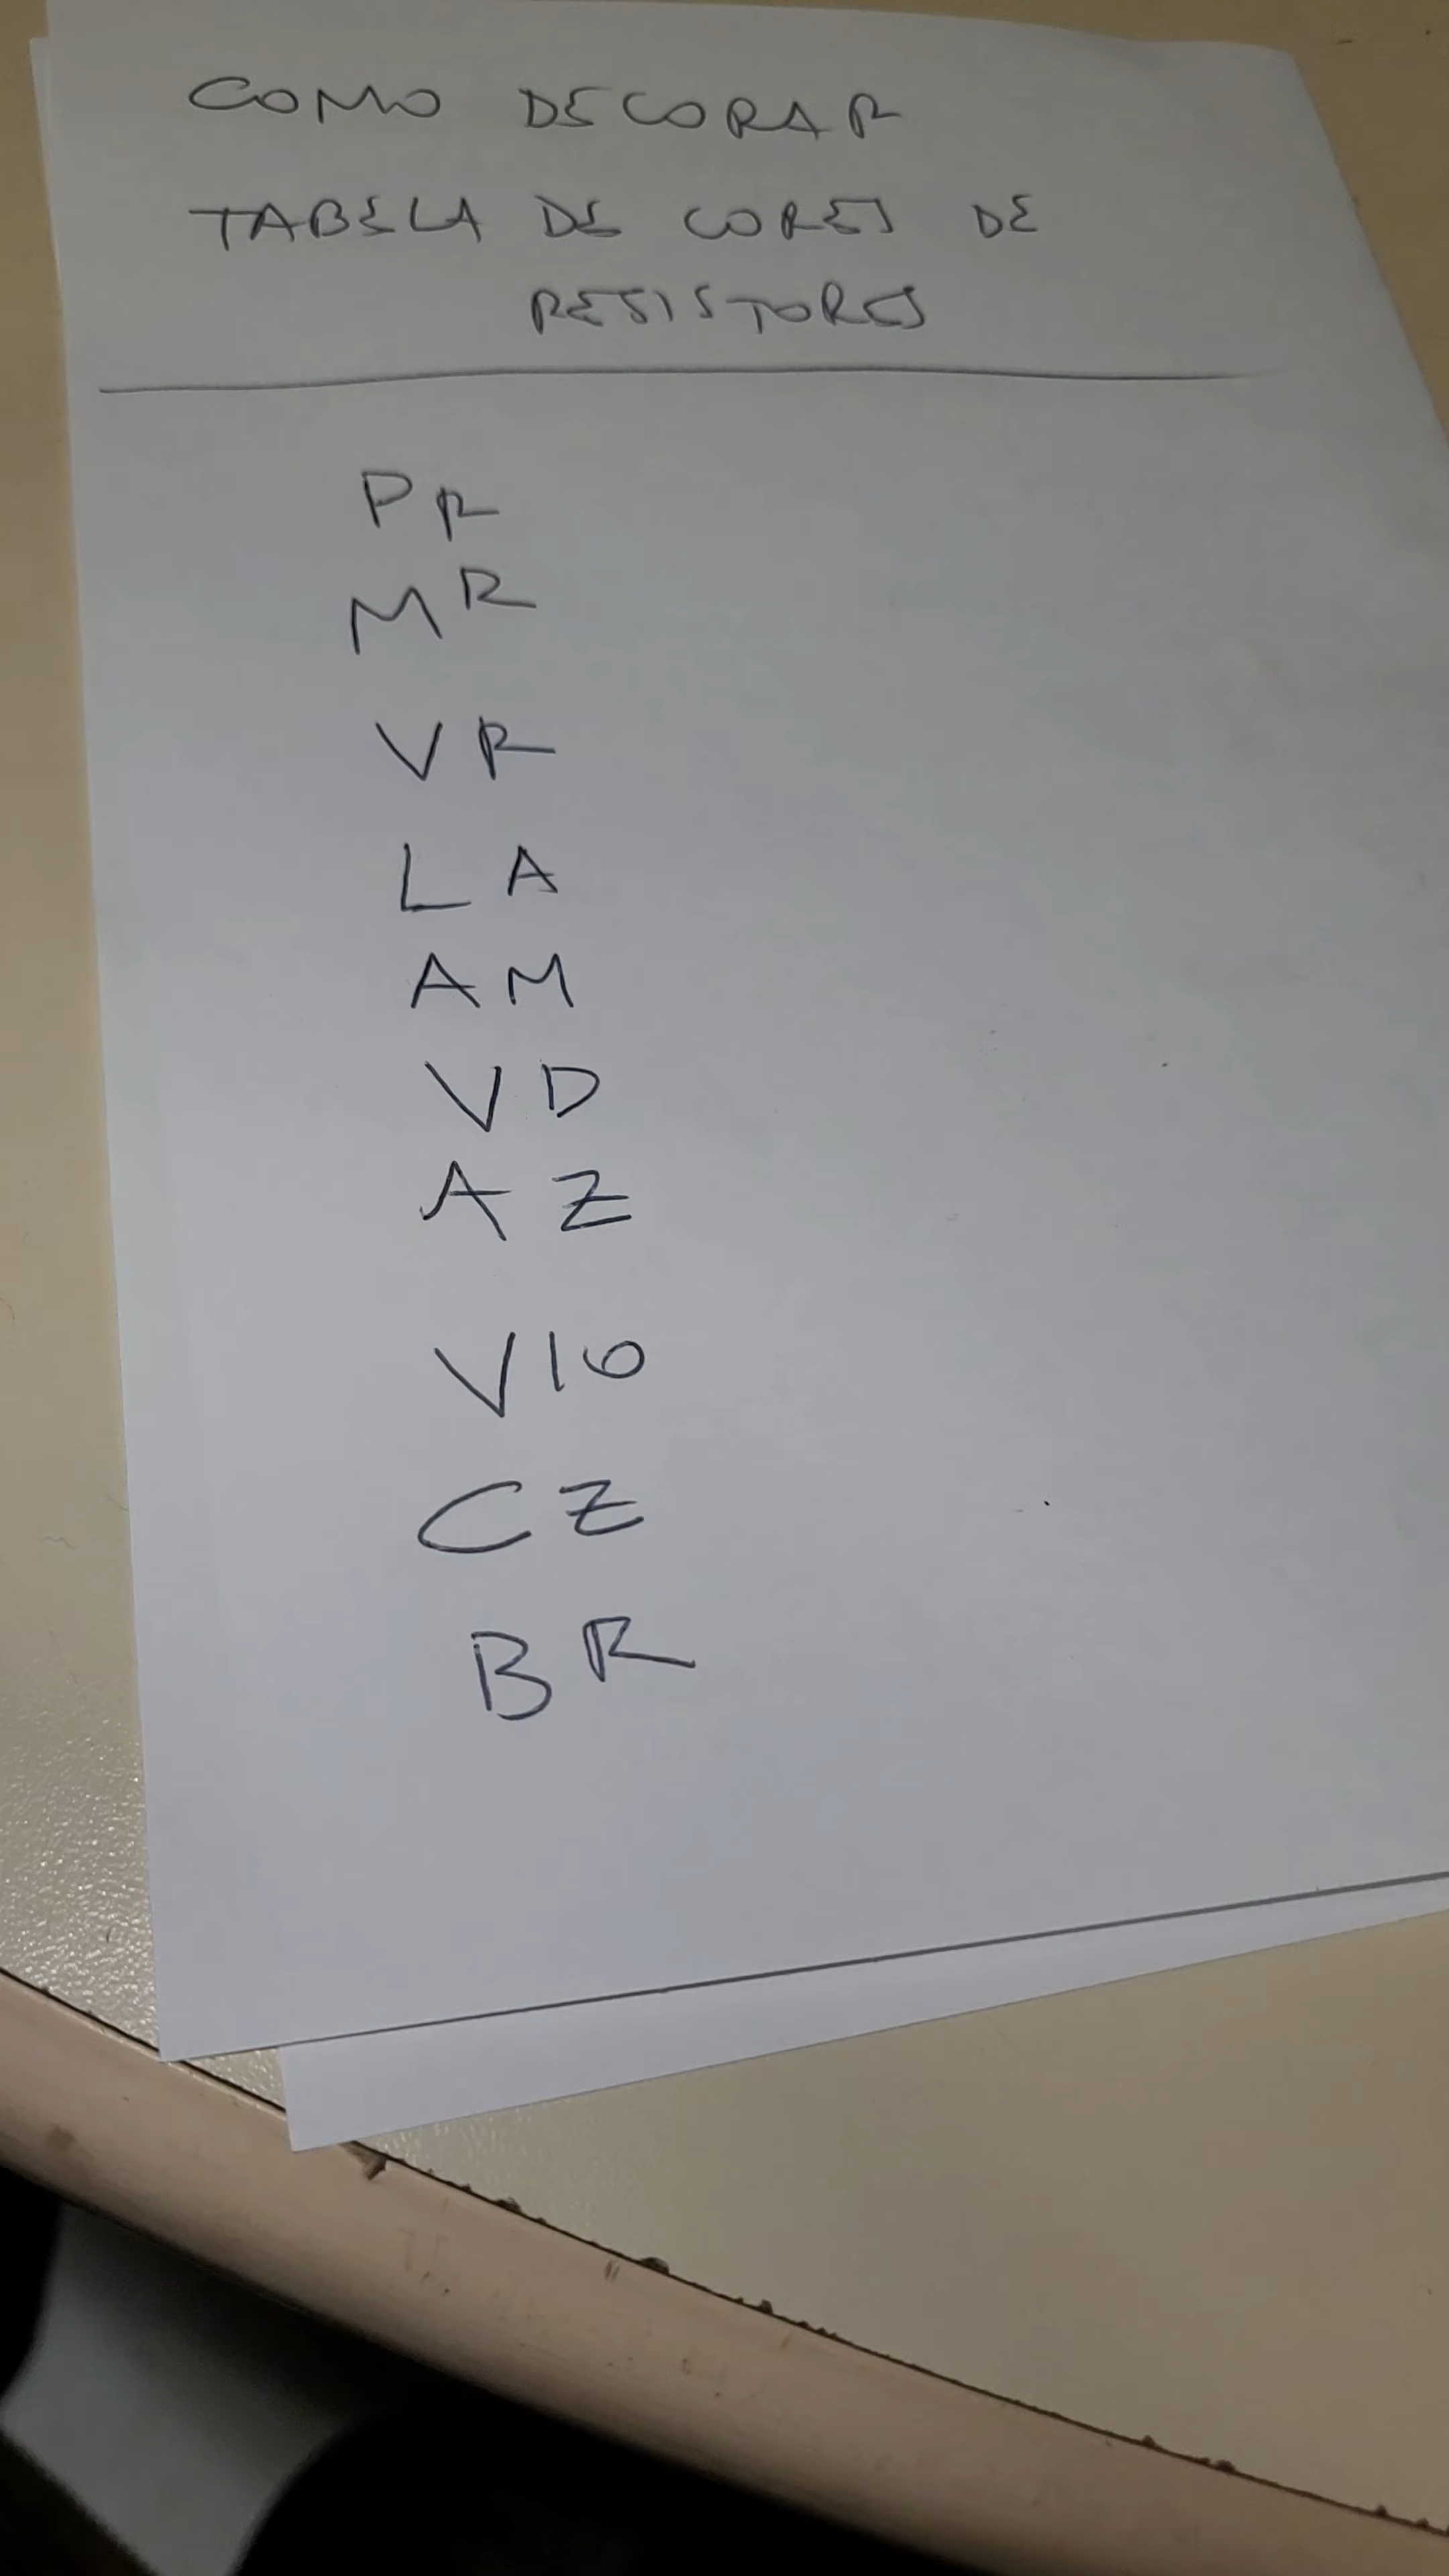 COMO DECORAR
TABELA DE CORES DE
RESISTORES
PR
MR
VR
LA
AM
VD
AZ
VIO
CZ
BR